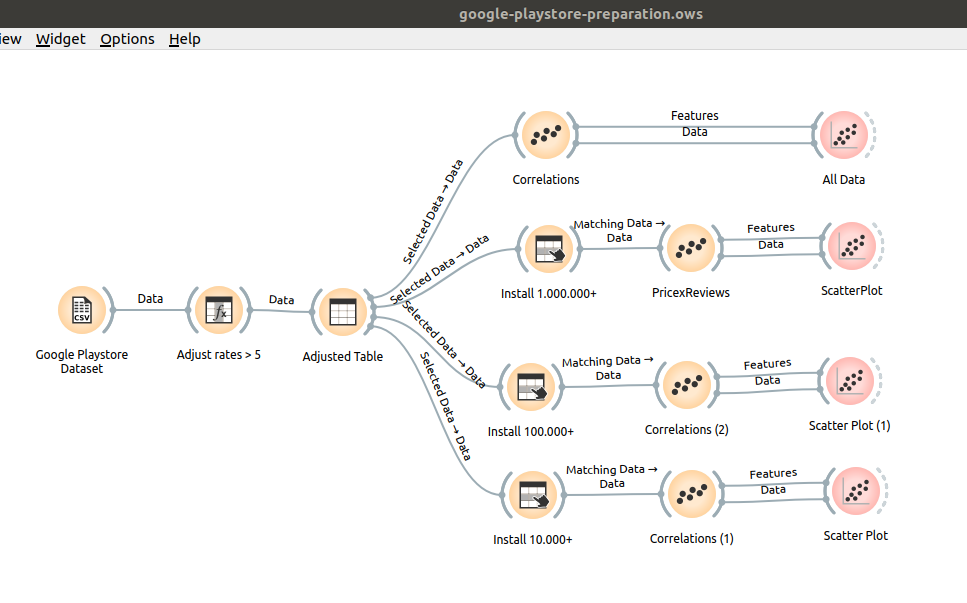 google-playstore-preparation.ows
iew Widget Options Help
Features
Data
Correlations
All Data
Selected Data → Data
Selected Data → Data
Matching Data →
Data
Features
Data
Install 1.000.000+
PricexReviews
ScatterPlot
CSV
Data
fx
Data
Google Playstore
Dataset
Adjust rates > 5
Adjusted Table
Selected Data → Data
Selected Data → Data
Matching Data →
Data
Features
Data
Install 100.000+
Correlations (2)
Scatter Plot (1)
Matching Data →
Data
Features
Data
Install 10.000+
Correlations (1)
Scatter Plot